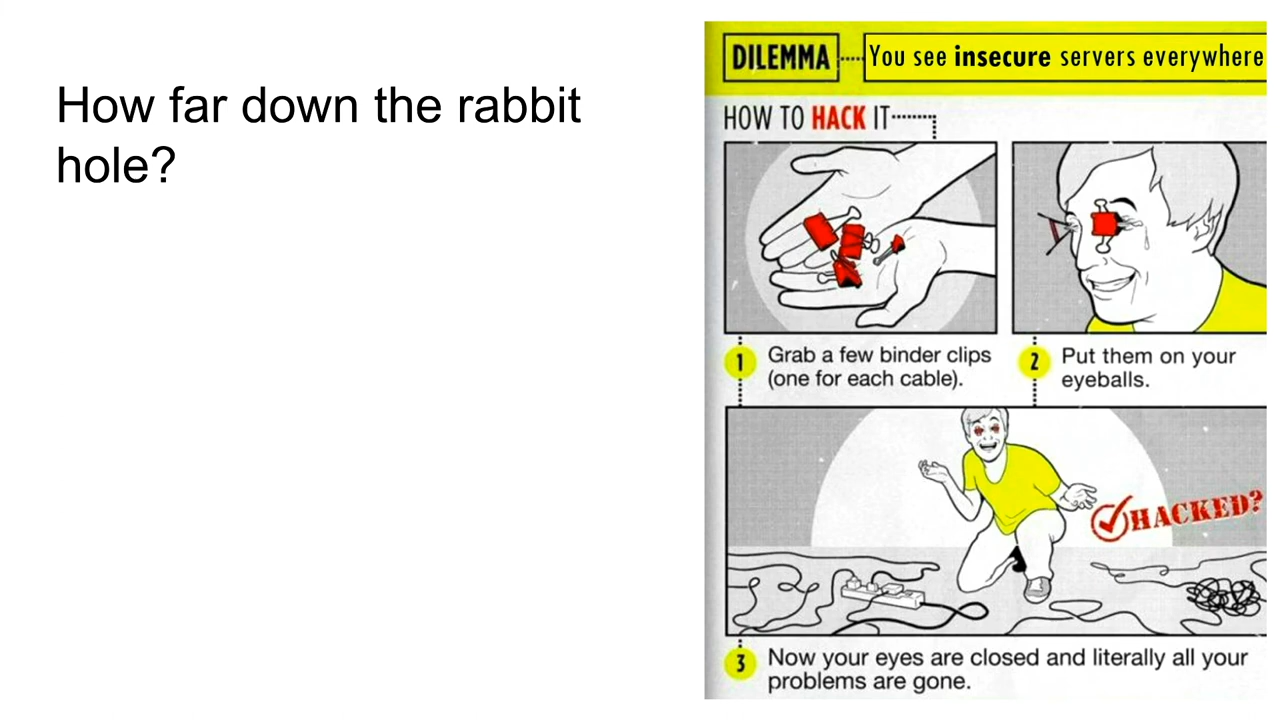 How far down the rabbit
hole?
DILEMMA
You see insecure servers everywhere
HOW TO HACK IT
1 Grab a few binder clips
(one for each cable).
2 Put them on your
eyeballs.
HACKED?
3 Now your eyes are closed and literally all your
problems are gone.